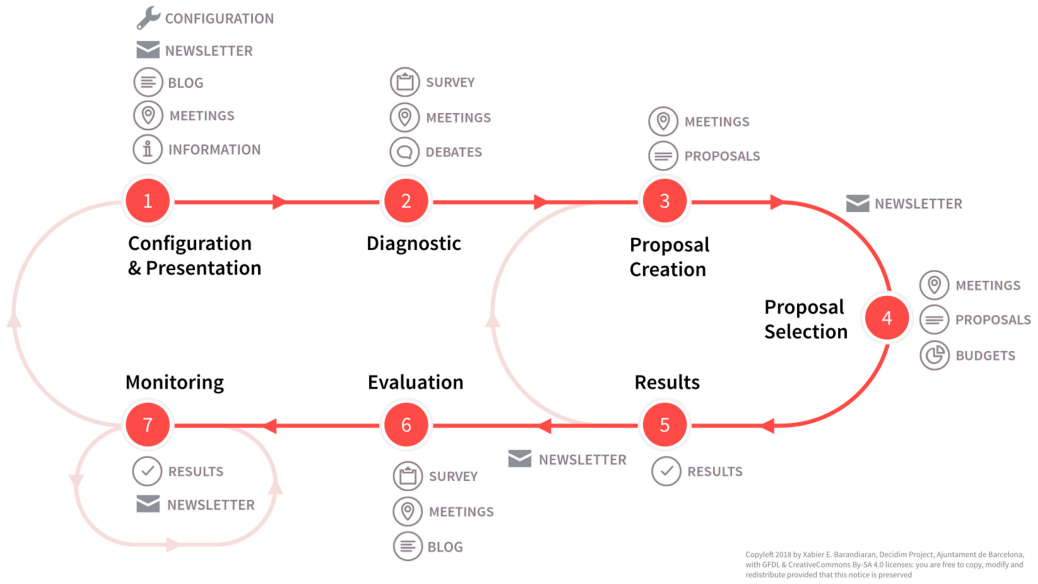 CONFIGURATION
NEWSLETTER
BLOG
MEETINGS
INFORMATION
1
Configuration
& Presentation
SURVEY
MEETINGS
DEBATES
2
Diagnostic
MEETINGS
PROPOSALS
3
Proposal
Creation
NEWSLETTER
Proposal
Selection
4
MEETINGS
PROPOSALS
BUDGETS
Results
5
RESULTS
NEWSLETTER
Evaluation
6
SURVEY
MEETINGS
BLOG
Monitoring
7
RESULTS
NEWSLETTER
Copyleft 2018 by Xabier E. Barandiaran, Decidim Project, Ajuntament de Barcelona,
with GFDL & CreativeCommons By-SA 4.0 licenses: you are free to copy, modify and
redistribute provided that this notice is preserved